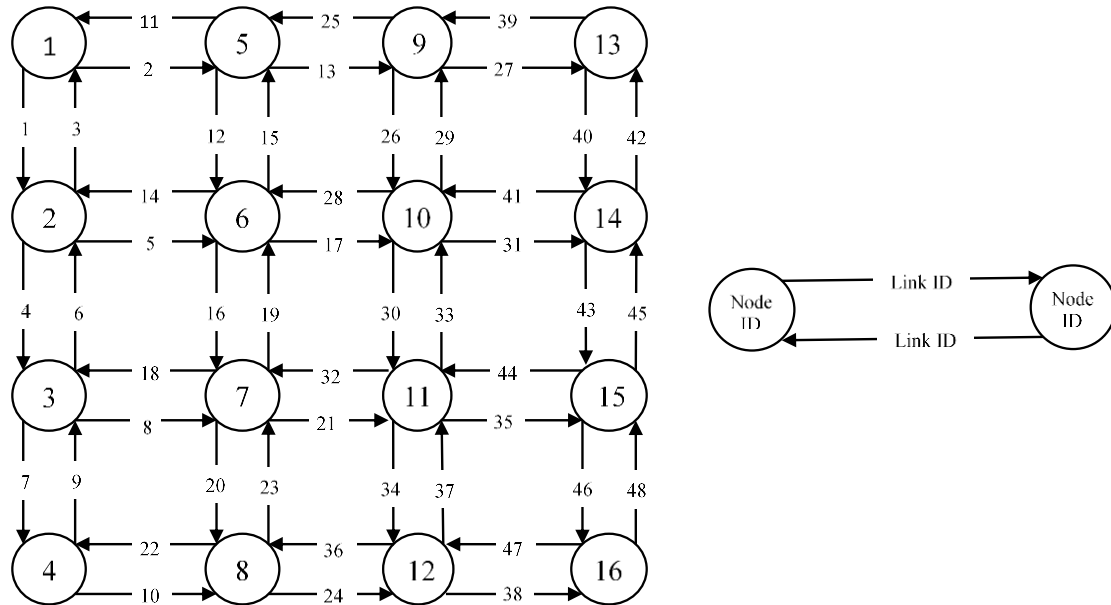 11 25 39
1 5 9 13
2 13 27
1 3 12 15 26 29 40 42
14 28 41
2 6 10 14
5 17 31
Link ID
Node
ID
Node
ID
Link ID
4 6 16 19 30 33 43 45
18 32 44
3 7 11 15
8 21 35
7 9 20 23 34 37 46 48
22 36 47
4 8 12 16
10 24 38